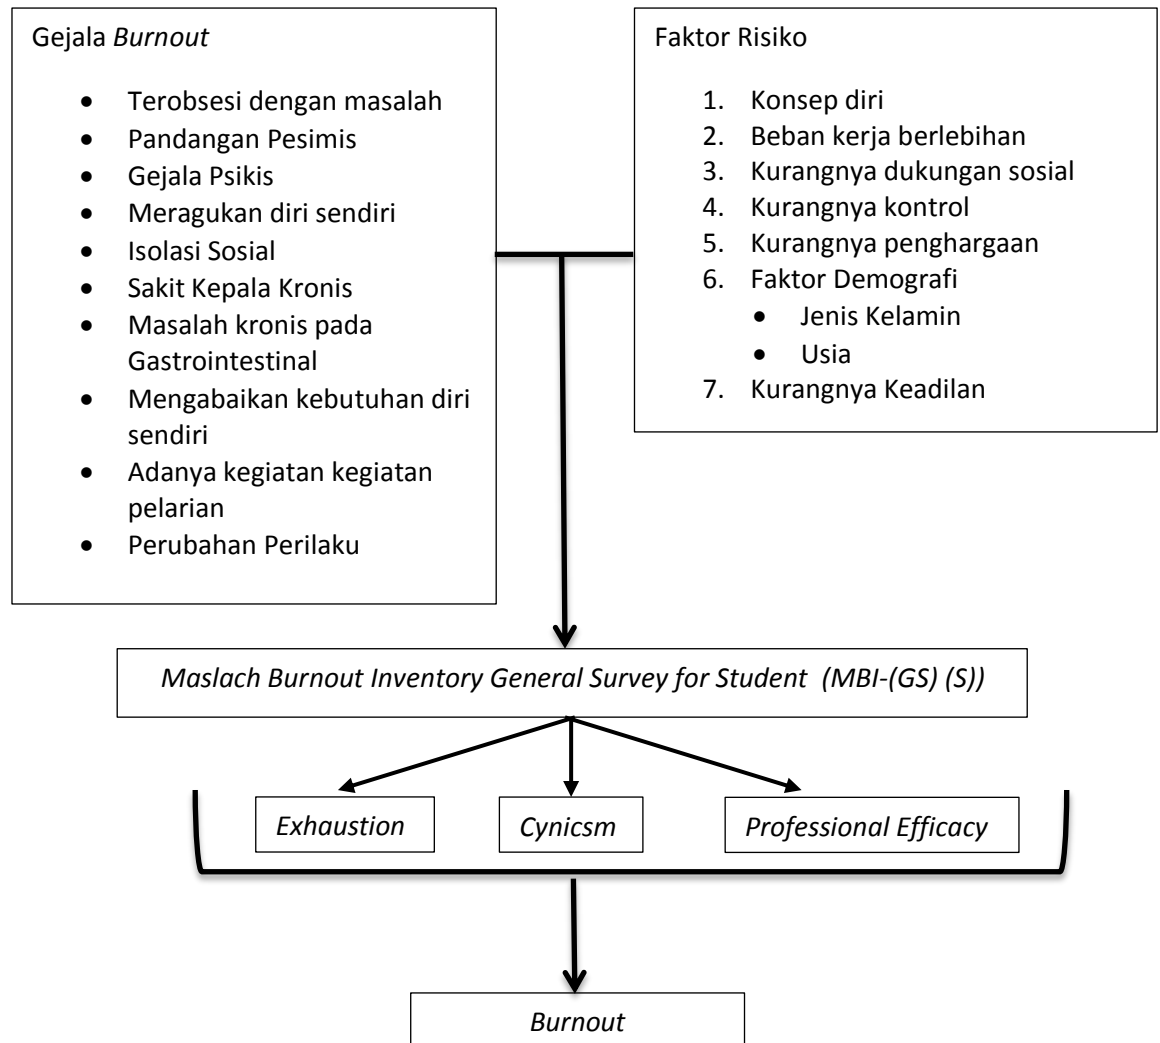 Gejala Burnout
• Terobsesi dengan masalah
• Pandangan Pesimis
• Gejala Psikis
• Meragukan diri sendiri
• Isolasi Sosial
• Sakit Kepala Kronis
• Masalah kronis pada
Gastrointestinal
• Mengabaikan kebutuhan diri
sendiri
• Adanya kegiatan kegiatan
pelarian
• Perubahan Perilaku
Faktor Risiko
1. Konsep diri
2. Beban kerja berlebihan
3. Kurangnya dukungan sosial
4. Kurangnya kontrol
5. Kurangnya penghargaan
6. Faktor Demografi
• Jenis Kelamin
• Usia
7. Kurangnya Keadilan
Maslach Burnout Inventory General Survey for Student (MBI-(GS) (S))
Exhaustion
Cynicsm
Professional Efficacy
Burnout